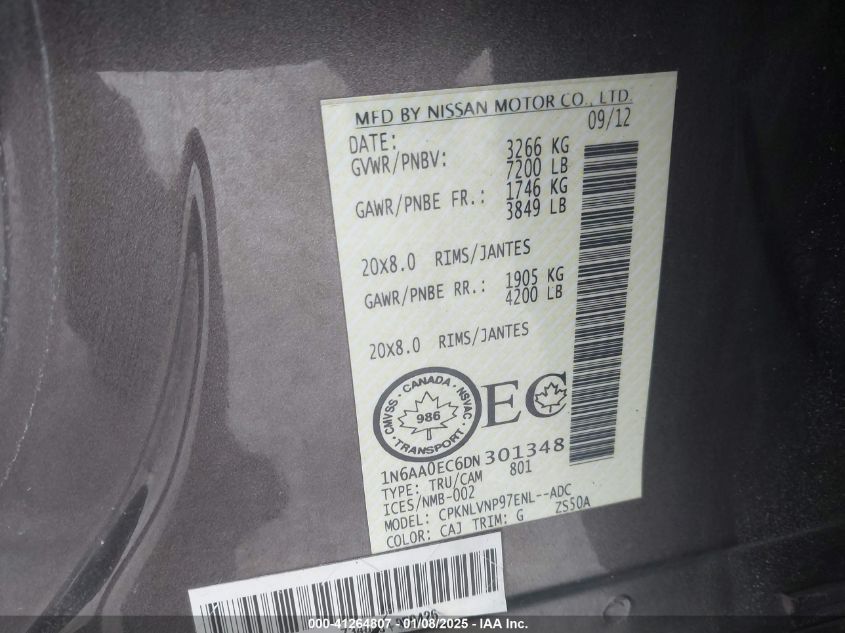 MFD BY NISSAN MOTOR CO., LTD.
DATE: 09/12
GVWR/PNBV: 3266 KG
7200 LB
GAWR/PNBE FR.: 1746 KG
3849 LB
20X8.0 RIMS/JANTES
GAWR/PNBE RR.: 1905 KG
4200 LB
20X8.0 RIMS/JANTES
CANADA
CMVSS · NSVAC
986
TRANSPORT
EC
1N6AA0EC6DN301348
TYPE: TRU/CAM 801
ICES/NMB-002
MODEL: CPKNLVNP97ENL--ADC
COLOR: CAJ TRIM: G ZS50A
000-41264807 - 01/08/2025 - IAA Inc.